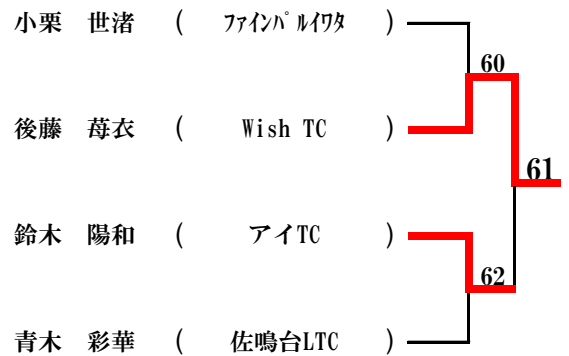 小栗 世渚 ( ﾌｧｲﾝﾊﾟﾙｲﾜﾀ )
60
後藤 苺衣 ( Wish TC )
61
鈴木 陽和 ( アイTC )
62
青木 彩華 ( 佐鳴台LTC )